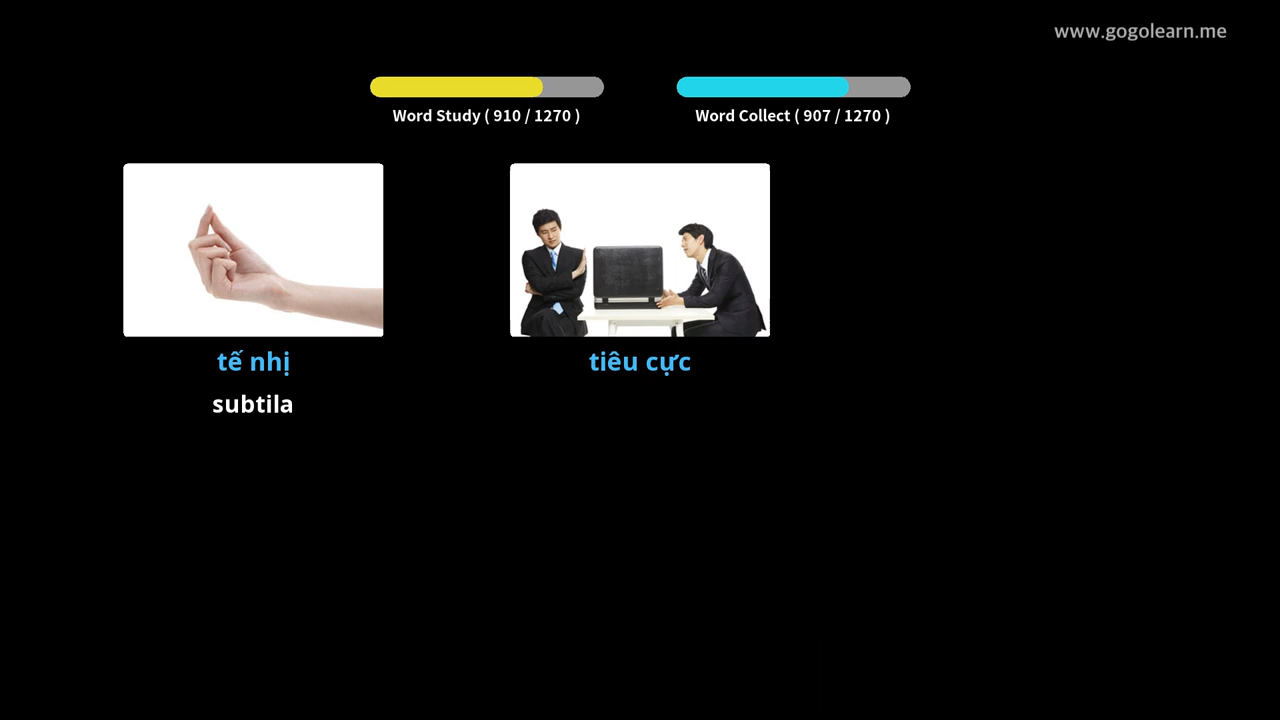 www.gogolearn.me
Word Study ( 910 / 1270 )
Word Collect ( 907 / 1270 )
tế nhị
tiêu cực
subtila